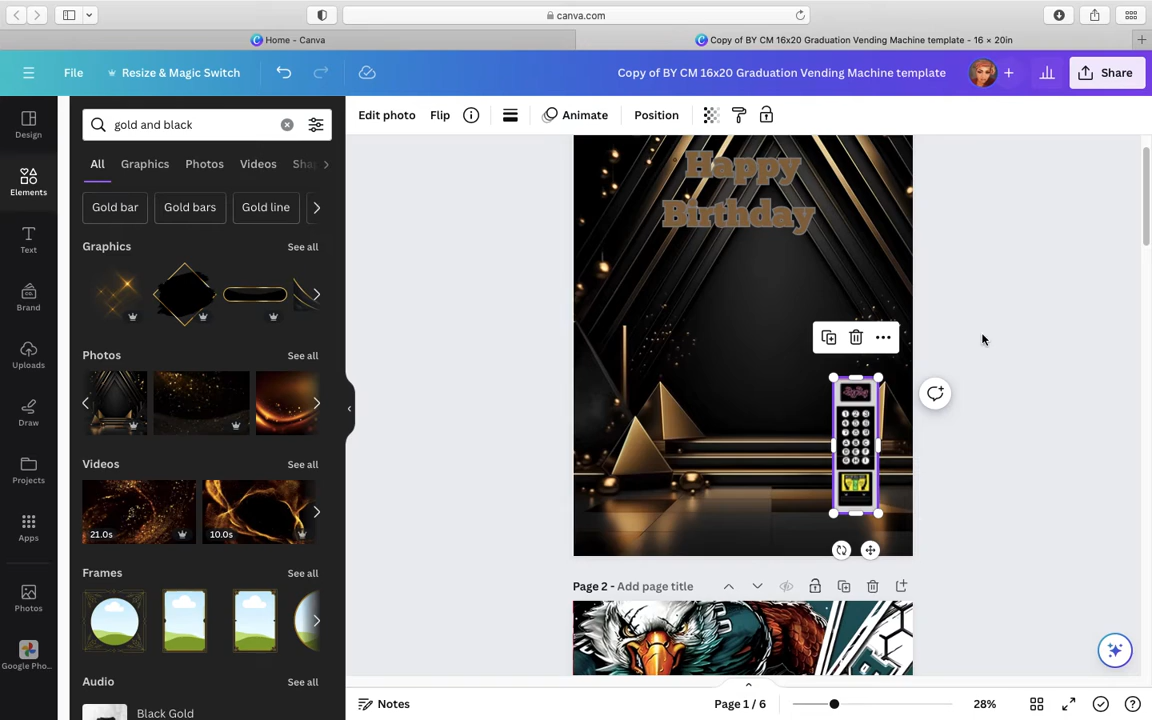 canva.com
Home - Canva
Copy of BY CM 16x20 Graduation Vending Machine template - 16 × 20in
File
Resize & Magic Switch
Copy of BY CM 16x20 Graduation Vending Machine template
Share
Design
Elements
Text
Brand
Uploads
Draw
Projects
Apps
Photos
Google Pho...
gold and black
All
Graphics
Photos
Videos
Gold bar
Gold bars
Gold line
Graphics
See all
Photos
See all
Videos
See all
21.0s
10.0s
Frames
See all
Audio
See all
Black Gold
Edit photo
Flip
Animate
Position
Happy
Birthday
Page 2 - Add page title
Notes
Page 1 / 6
28%